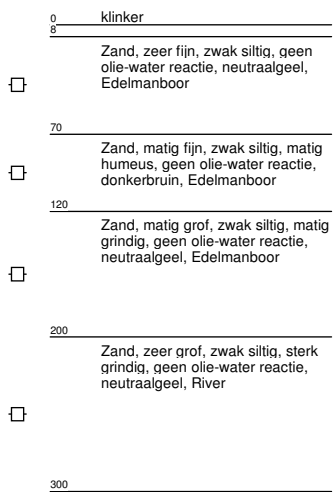 0 klinker
8
Zand, zeer fijn, zwak siltig, geen
olie-water reactie, neutraalgeel,
Edelmanboor
70
Zand, matig fijn, zwak siltig, matig
humeus, geen olie-water reactie,
donkerbruin, Edelmanboor
120
Zand, matig grof, zwak siltig, matig
grindig, geen olie-water reactie,
neutraalgeel, Edelmanboor
200
Zand, zeer grof, zwak siltig, sterk
grindig, geen olie-water reactie,
neutraalgeel, River
300